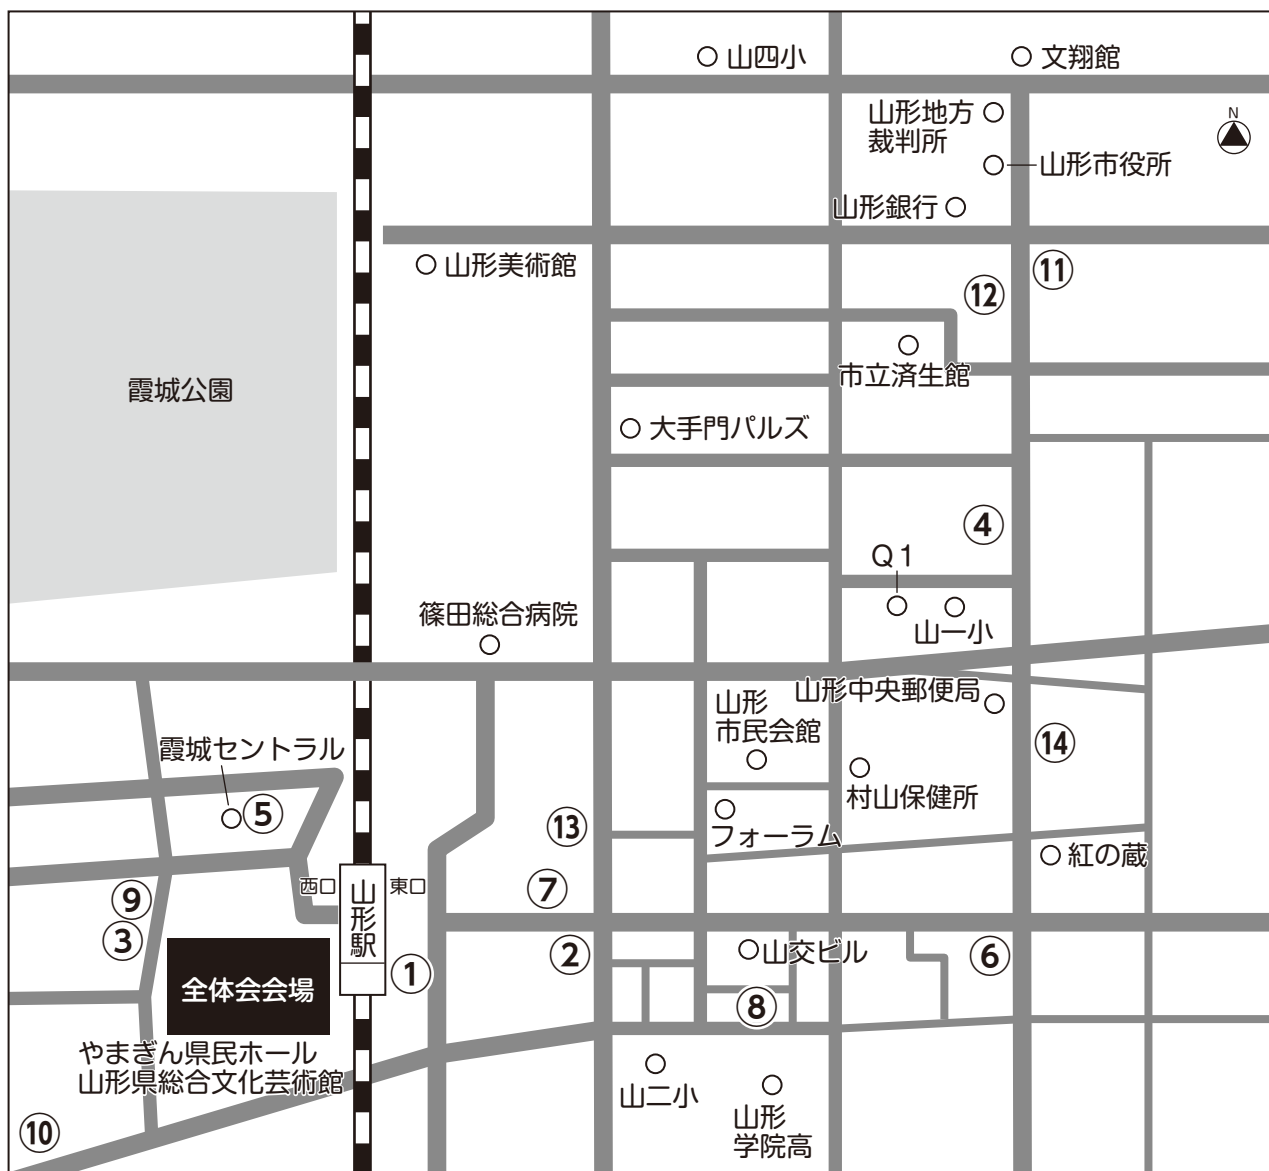 山四小
文翔館
山形地方
裁判所
N
山形市役所
山形銀行
山形美術館
⑪
⑫
市立済生館
霞城公園
大手門パルズ
④
Q1
篠田総合病院
山一小
山形中央郵便局
山形
市民会館
⑭
霞城セントラル
⑤
村山保健所
⑬
フォーラム
紅の蔵
西口
山形駅
東口
⑦
⑨
③
②
山交ビル
⑥
①
全体会会場
⑧
やまぎん県民ホール
山形県総合文化芸術館
山二小
山形
学院高
⑩